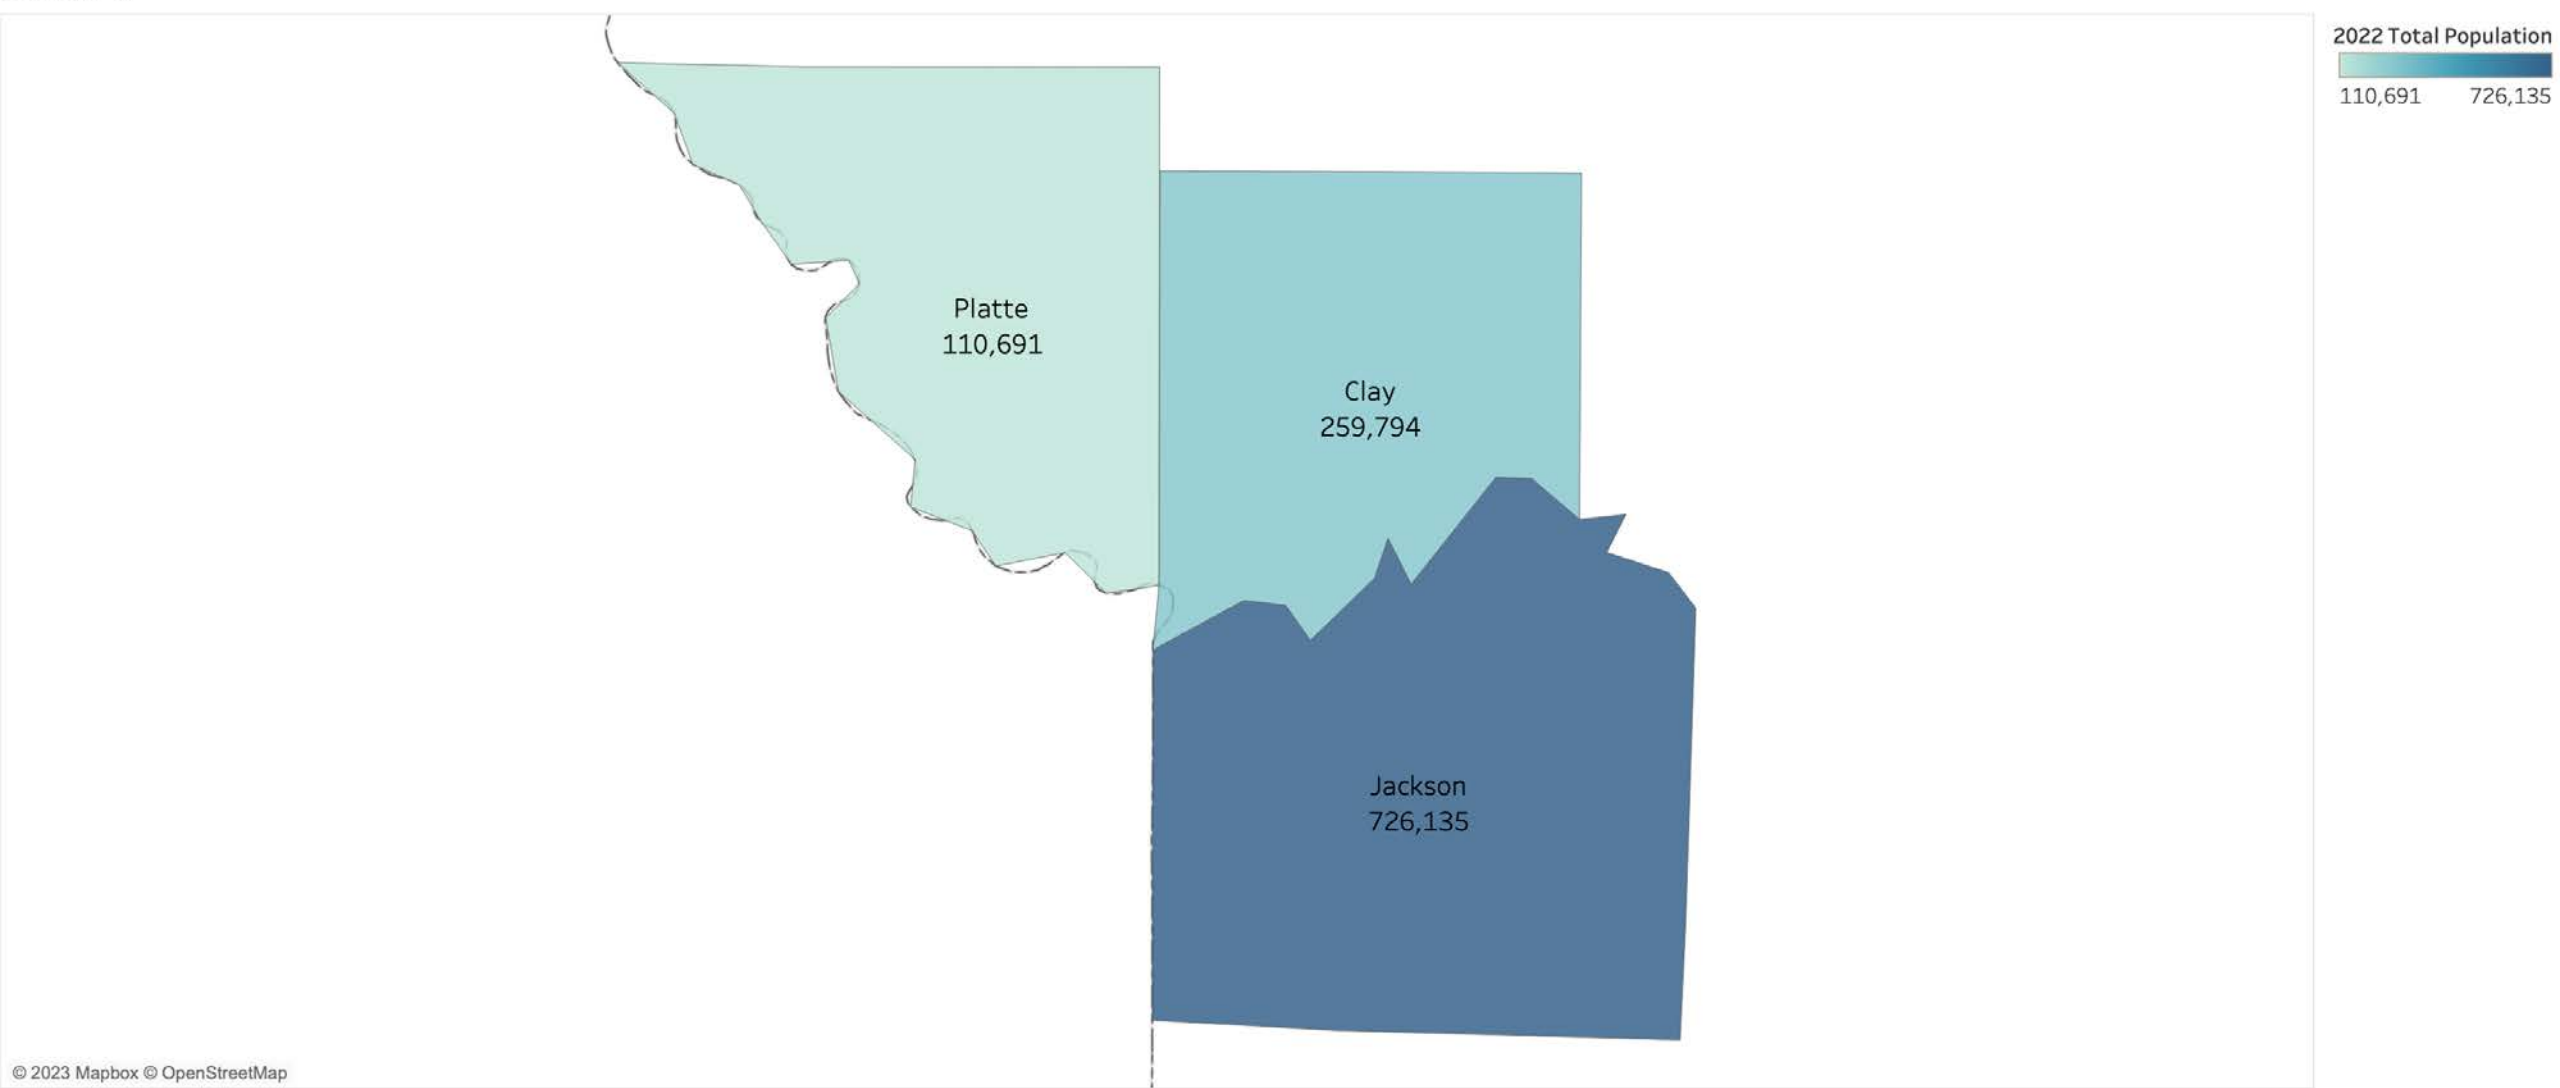 2022 Total Population
110,691 726,135
Platte
110,691
Clay
259,794
Jackson
726,135
© 2023 Mapbox © OpenStreetMap